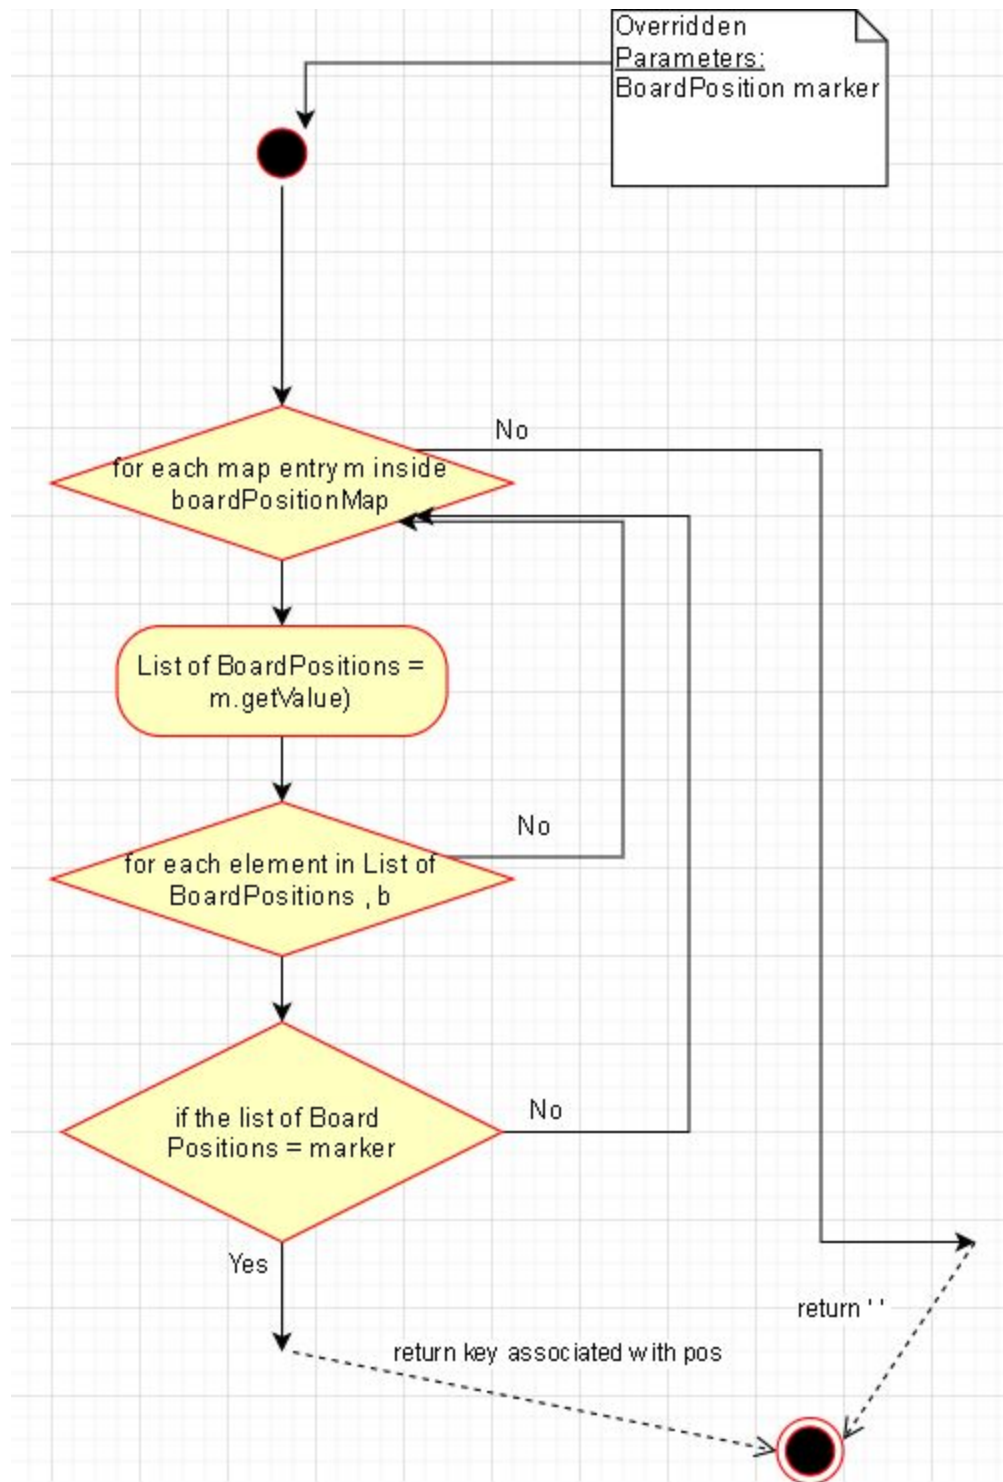 Overridden
Parameters:
BoardPosition marker
No
for each map entry m inside
boardPositionMap
List of BoardPositions =
m.getValue)
No
for each element in List of
BoardPositions , b
No
if the list of Board
Positions = marker
Yes
return ' '
return key associated with pos